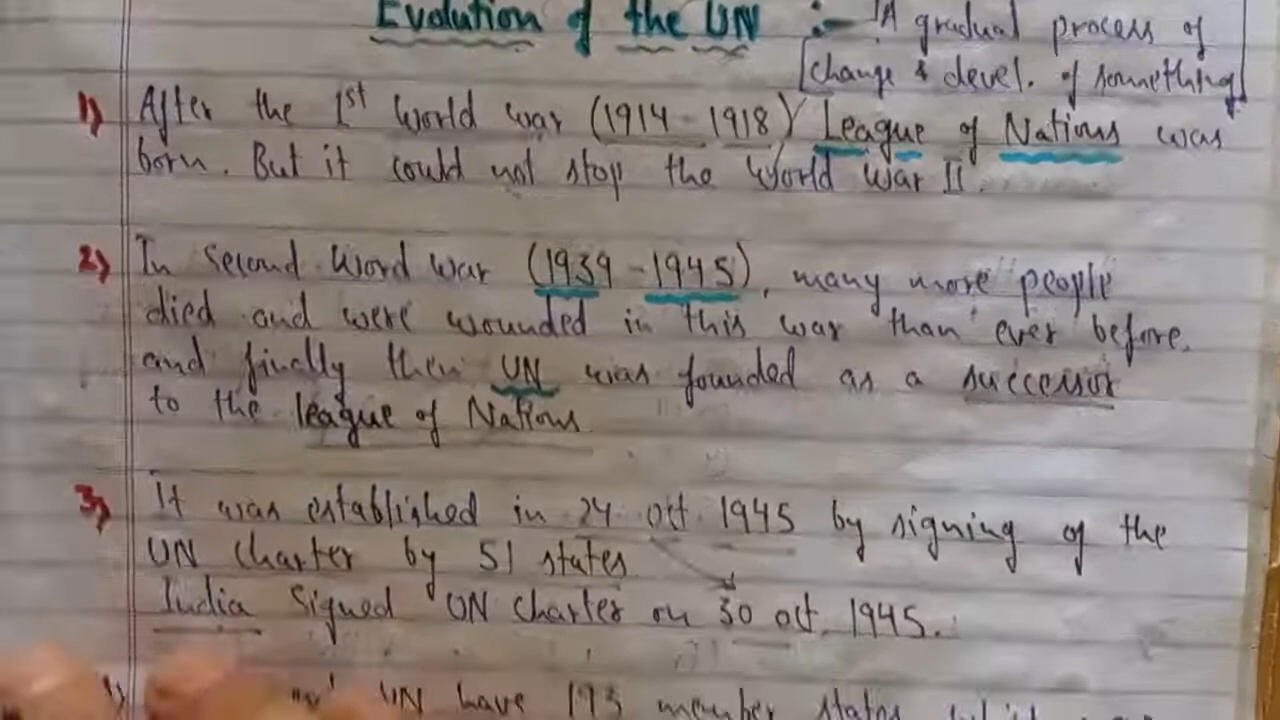 Evolution of the UN :- A gradual process of
change & devel. of something
1) After the 1st World war (1914 - 1918) League of Nations was
born. But it could not stop the World War II.
2) In second Word war (1939 - 1945), many more people
died and were wounded in this war than ever before.
and finally then UN was founded as a successor
to the league of Nations
3) It was established in 24 oct 1945 by signing of the
UN Charter by 51 states
India signed UN Charter on 30 oct. 1945.
UN have 193 member states